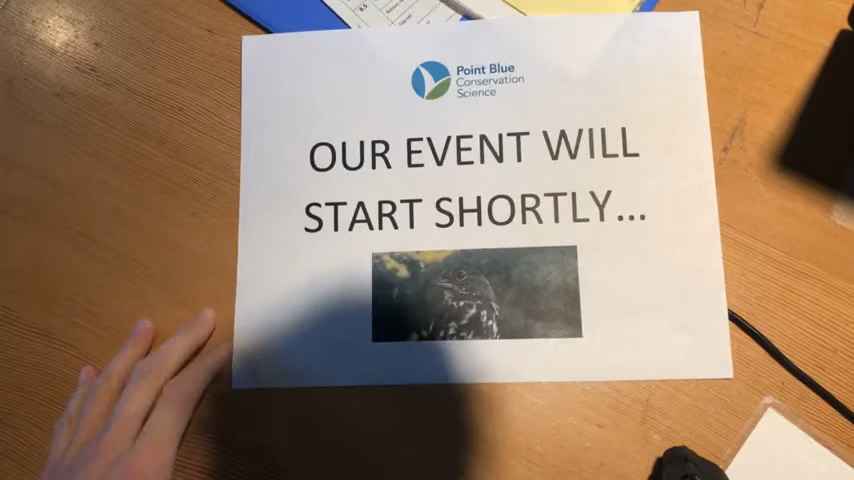 Point Blue
Conservation
Science
OUR EVENT WILL
START SHORTLY...